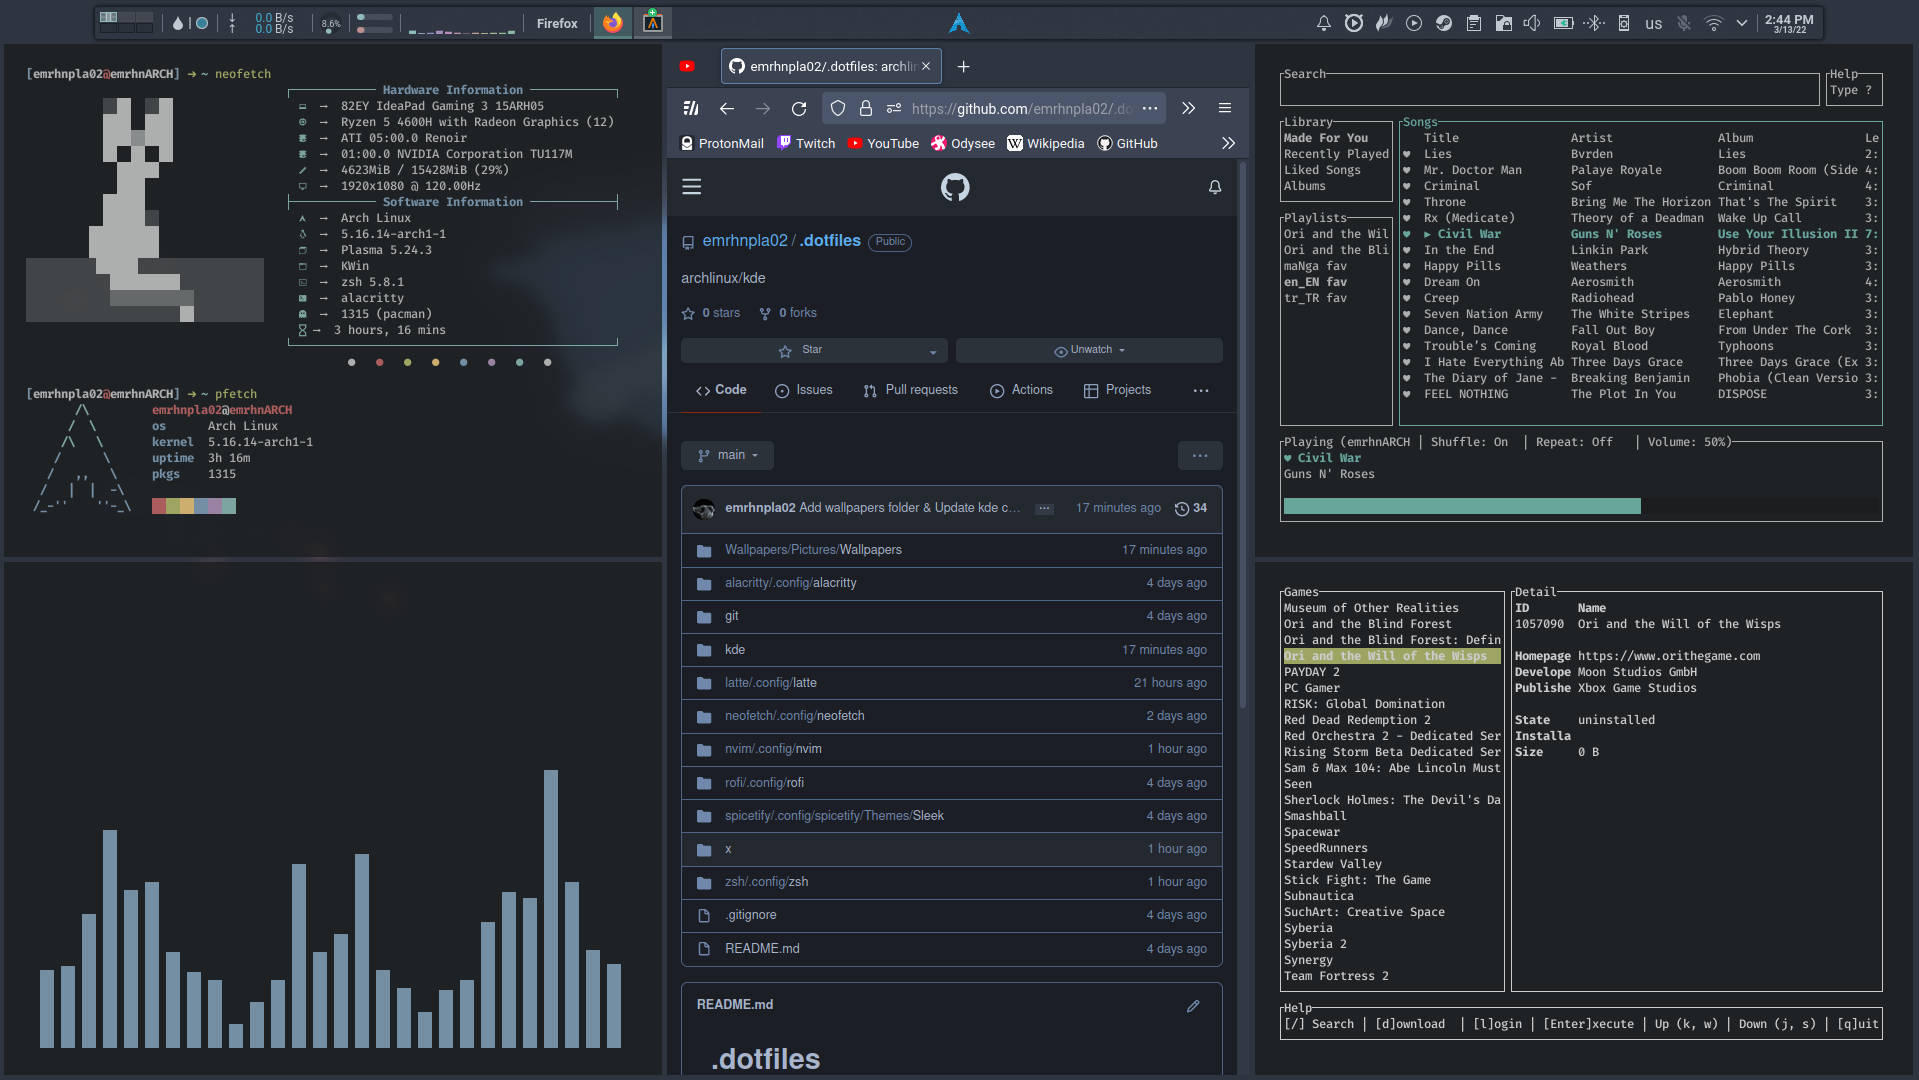 0.0 B/s
0.0 B/s
8.6%
Firefox
us
2:44 PM
3/13/22
[emrhnpla02@emrhnARCH] → ~ neofetch
Hardware Information
→ 82EY IdeaPad Gaming 3 15ARH05
→ Ryzen 5 4600H with Radeon Graphics (12)
→ ATI 05:00.0 Renoir
→ 01:00.0 NVIDIA Corporation TU117M
→ 4623MiB / 15428MiB (29%)
→ 1920x1080 @ 120.00Hz
Software Information
→ Arch Linux
→ 5.16.14-arch1-1
→ Plasma 5.24.3
→ KWin
→ zsh 5.8.1
→ alacritty
→ 1315 (pacman)
→ 3 hours, 16 mins
[emrhnpla02@emrhnARCH] → ~ pfetch
emrhnpla02@emrhnARCH
os Arch Linux
kernel 5.16.14-arch1-1
uptime 3h 16m
pkgs 1315
emrhnpla02/.dotfiles: archlin
https://github.com/emrhnpla02/.do
ProtonMail Twitch YouTube Odysee Wikipedia GitHub
emrhnpla02 / .dotfiles Public
archlinux/kde
0 stars 0 forks
Star Unwatch
Code Issues Pull requests Actions Projects ...
main ...
emrhnpla02 Add wallpapers folder & Update kde c... ... 17 minutes ago 34
Wallpapers/Pictures/Wallpapers 17 minutes ago
alacritty/.config/alacritty 4 days ago
git 4 days ago
kde 17 minutes ago
latte/.config/latte 21 hours ago
neofetch/.config/neofetch 2 days ago
nvim/.config/nvim 1 hour ago
rofi/.config/rofi 4 days ago
spicetify/.config/spicetify/Themes/Sleek 4 days ago
x 1 hour ago
zsh/.config/zsh 1 hour ago
.gitignore 4 days ago
README.md 4 days ago
README.md
.dotfiles
Search
Help
Type ?
Library
Made For You
Recently Played
Liked Songs
Albums
Playlists
Ori and the Wil
Ori and the Bli
maNga fav
en_EN fav
tr_TR fav
Songs
Title Artist Album Le
♥ Lies Bvrden Lies 2:
♥ Mr. Doctor Man Palaye Royale Boom Boom Room (Side 4:
♥ Criminal Sof Criminal 4:
♥ Throne Bring Me The Horizon That's The Spirit 3:
♥ Rx (Medicate) Theory of a Deadman Wake Up Call 3:
♥ ▶ Civil War Guns N' Roses Use Your Illusion II 7:
♥ In the End Linkin Park Hybrid Theory 3:
♥ Happy Pills Weathers Happy Pills 3:
♥ Dream On Aerosmith Aerosmith 4:
♥ Creep Radiohead Pablo Honey 3:
♥ Seven Nation Army The White Stripes Elephant 3:
♥ Dance, Dance Fall Out Boy From Under The Cork 3:
♥ Trouble's Coming Royal Blood Typhoons 3:
♥ I Hate Everything Ab Three Days Grace Three Days Grace (Ex 3:
♥ The Diary of Jane - Breaking Benjamin Phobia (Clean Versio 3:
♥ FEEL NOTHING The Plot In You DISPOSE 3:
Playing (emrhnARCH | Shuffle: On | Repeat: Off | Volume: 50%)
♥ Civil War
Guns N' Roses
Games
Museum of Other Realities
Ori and the Blind Forest
Ori and the Blind Forest: Defin
Ori and the Will of the Wisps
PAYDAY 2
PC Gamer
RISK: Global Domination
Red Dead Redemption 2
Red Orchestra 2 - Dedicated Ser
Rising Storm Beta Dedicated Ser
Sam & Max 104: Abe Lincoln Must
Seen
Sherlock Holmes: The Devil's Da
Smashball
Spacewar
SpeedRunners
Stardew Valley
Stick Fight: The Game
Subnautica
SuchArt: Creative Space
Syberia
Syberia 2
Synergy
Team Fortress 2
Detail
ID Name
1057090 Ori and the Will of the Wisps
Homepage https://www.orithegame.com
Develope Moon Studios GmbH
Publishe Xbox Game Studios
State uninstalled
Installa
Size 0 B
Help
[/] Search | [d]ownload | [l]ogin | [Enter]xecute | Up (k, w) | Down (j, s) | [q]uit